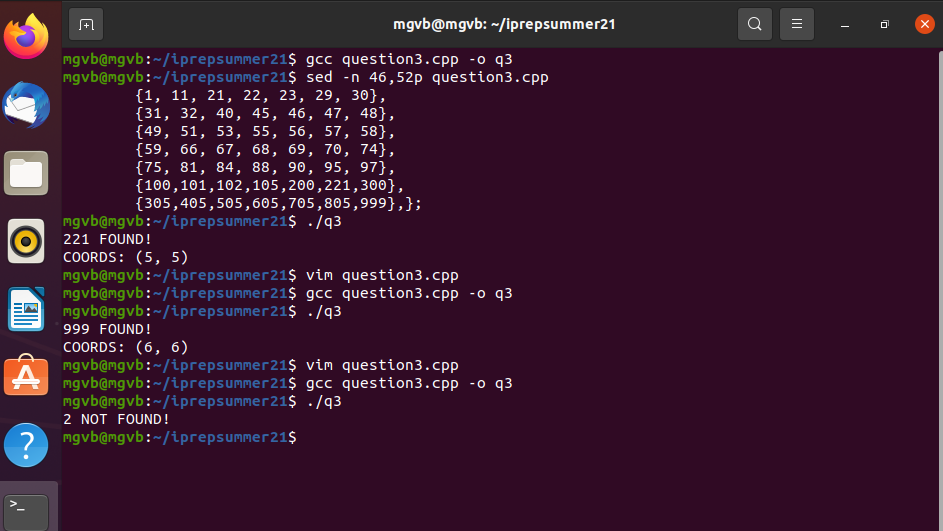 mgvb@mgvb: ~/iprepsummer21
mgvb@mgvb:~/iprepsummer21$ gcc question3.cpp -o q3
mgvb@mgvb:~/iprepsummer21$ sed -n 46,52p question3.cpp
        {1, 11, 21, 22, 23, 29, 30},
        {31, 32, 40, 45, 46, 47, 48},
        {49, 51, 53, 55, 56, 57, 58},
        {59, 66, 67, 68, 69, 70, 74},
        {75, 81, 84, 88, 90, 95, 97},
        {100,101,102,105,200,221,300},
        {305,405,505,605,705,805,999},};
mgvb@mgvb:~/iprepsummer21$ ./q3
221 FOUND!
COORDS: (5, 5)
mgvb@mgvb:~/iprepsummer21$ vim question3.cpp
mgvb@mgvb:~/iprepsummer21$ gcc question3.cpp -o q3
mgvb@mgvb:~/iprepsummer21$ ./q3
999 FOUND!
COORDS: (6, 6)
mgvb@mgvb:~/iprepsummer21$ vim question3.cpp
mgvb@mgvb:~/iprepsummer21$ gcc question3.cpp -o q3
mgvb@mgvb:~/iprepsummer21$ ./q3
2 NOT FOUND!
mgvb@mgvb:~/iprepsummer21$